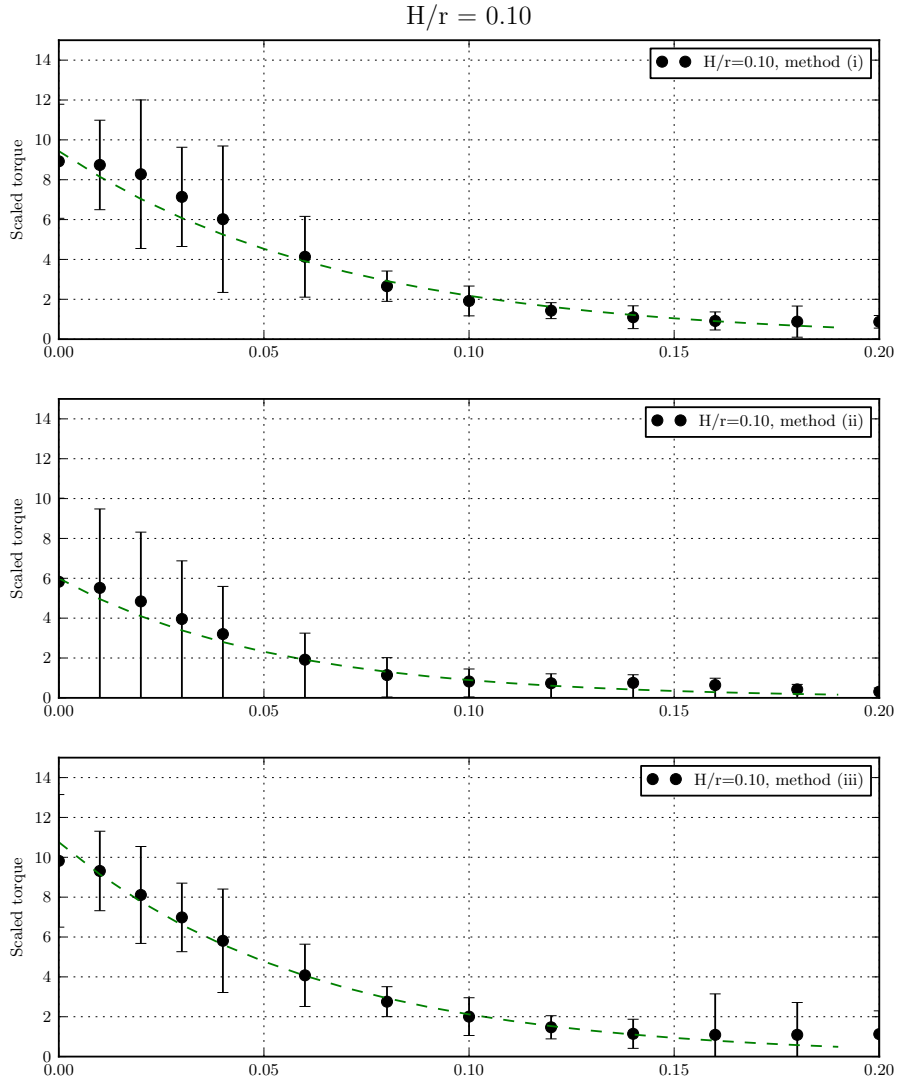 H/r = 0.10
14
12
10
8
6
4
2
0
Scaled torque
H/r=0.10, method (i)
0.00 0.05 0.10 0.15 0.20
14
12
10
8
6
4
2
0
Scaled torque
H/r=0.10, method (ii)
0.00 0.05 0.10 0.15 0.20
14
12
10
8
6
4
2
0
Scaled torque
H/r=0.10, method (iii)
0.00 0.05 0.10 0.15 0.20